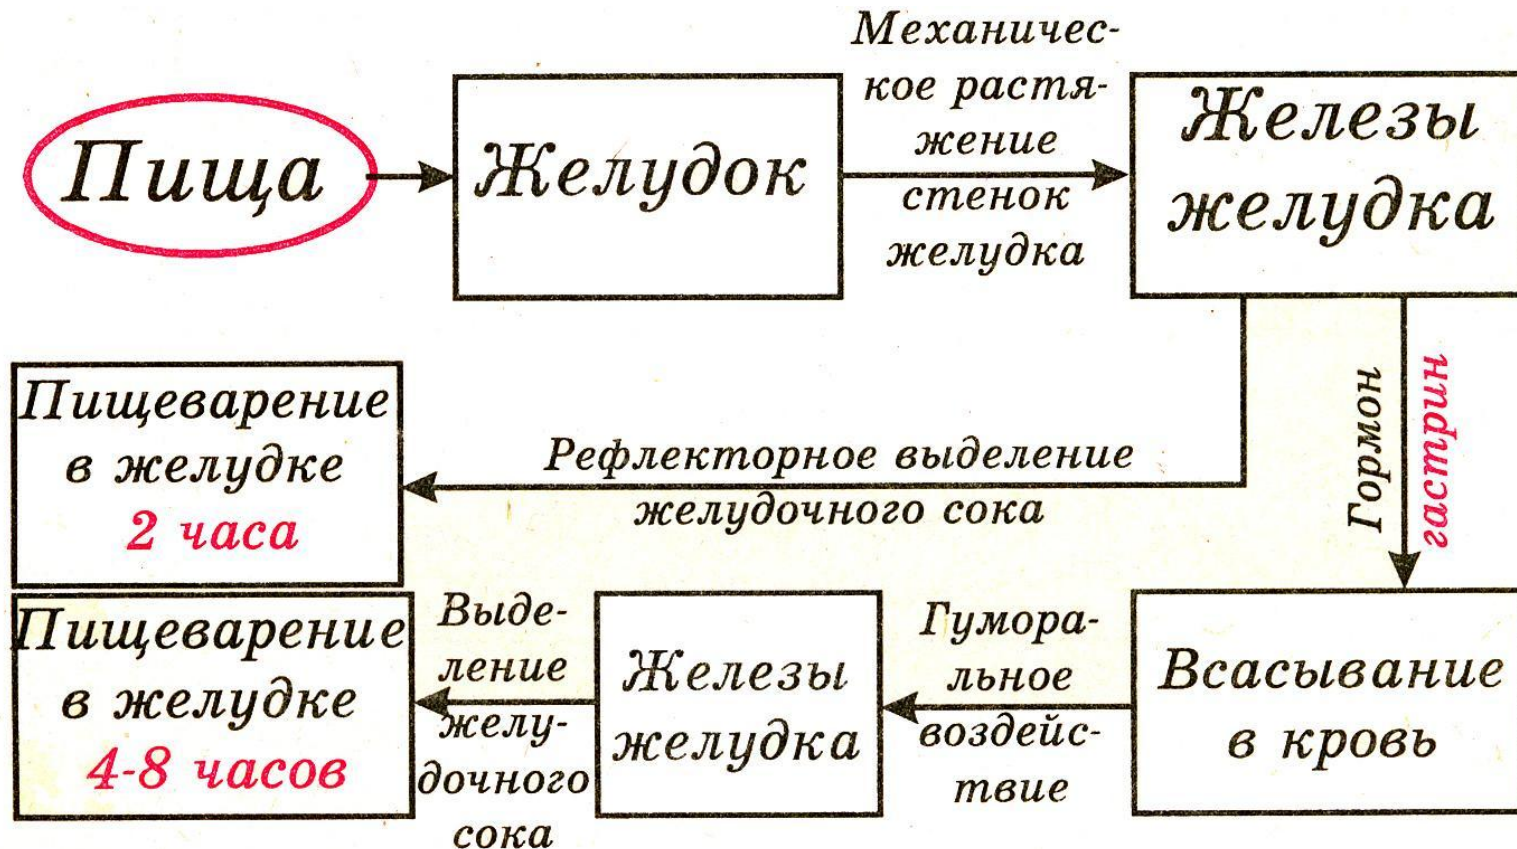 Пища
Желудок
Механичес-
кое растя-
жение
стенок
желудка
Железы
желудка
Гормон
гастрин
Рефлекторное выделение
желудочного сока
Пищеварение
в желудке
2 часа
Всасывание
в кровь
Гумора-
льное
воздейс-
твие
Железы
желудка
Выде-
ление
желу-
дочного
сока
Пищеварение
в желудке
4-8 часов